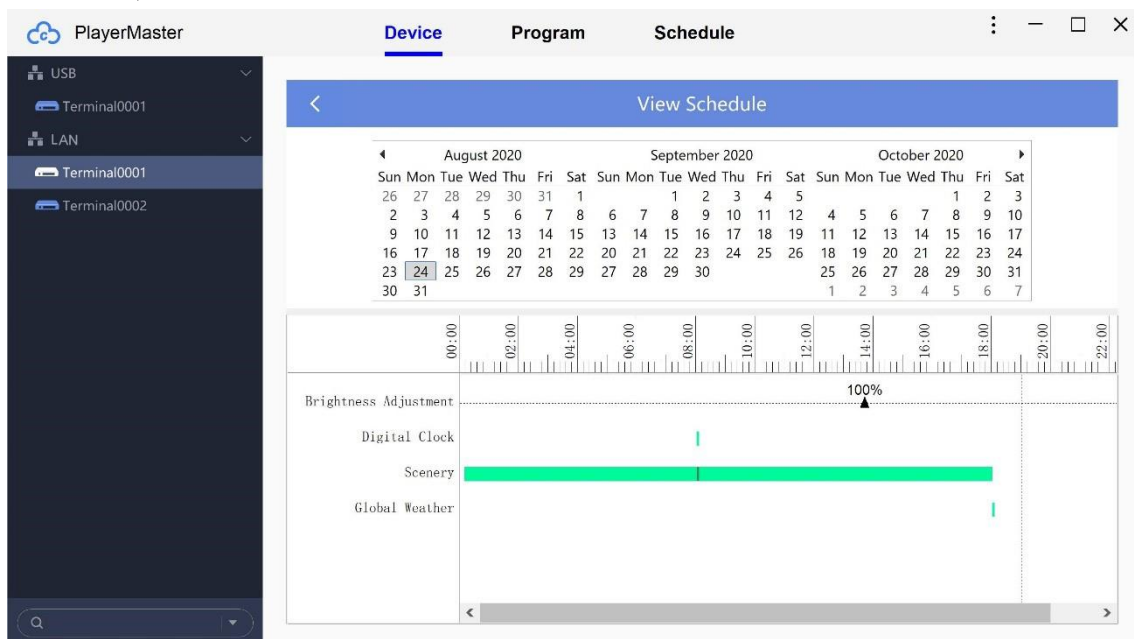 PlayerMaster Device Program Schedule
USB
Terminal0001
LAN
Terminal0001
Terminal0002
View Schedule
August 2020 September 2020 October 2020
Sun Mon Tue Wed Thu Fri Sat Sun Mon Tue Wed Thu Fri Sat Sun Mon Tue Wed Thu Fri Sat
26 27 28 29 30 31 1 1 2 3 4 5 1 2 3
2 3 4 5 6 7 8 6 7 8 9 10 11 12 4 5 6 7 8 9 10
9 10 11 12 13 14 15 13 14 15 16 17 18 19 11 12 13 14 15 16 17
16 17 18 19 20 21 22 20 21 22 23 24 25 26 18 19 20 21 22 23 24
23 24 25 26 27 28 29 27 28 29 30 25 26 27 28 29 30 31
30 31 1 2 3 4 5 6 7
00:00 02:00 04:00 06:00 08:00 10:00 12:00 14:00 16:00 18:00 20:00 22:00
100%
Brightness Adjustment
Digital Clock
Scenery
Global Weather